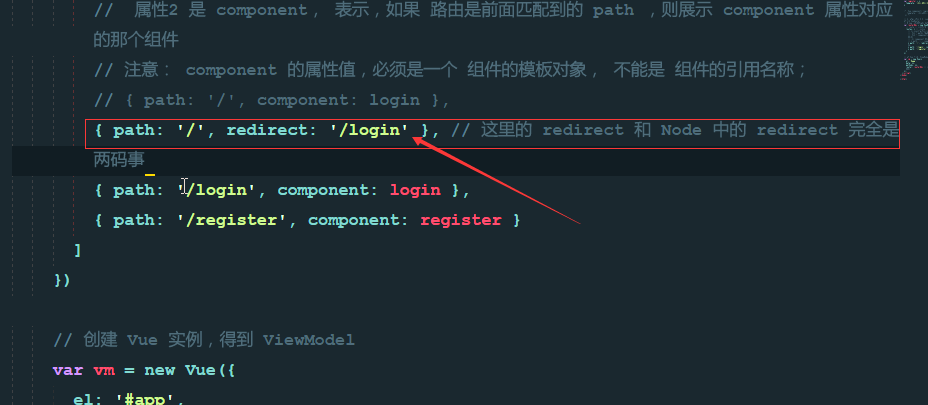 //  属性2 是 component， 表示，如果 路由是前面匹配到的 path ，则展示 component 属性对应
的那个组件
// 注意： component 的属性值，必须是一个 组件的模板对象， 不能是 组件的引用名称；
// { path: '/', component: login },
{ path: '/', redirect: '/login' }, // 这里的 redirect 和 Node 中的 redirect 完全是
两码事
{ path: '/login', component: login },
{ path: '/register', component: register }
]
})
// 创建 Vue 实例，得到 ViewModel
var vm = new Vue({
el: '#app',